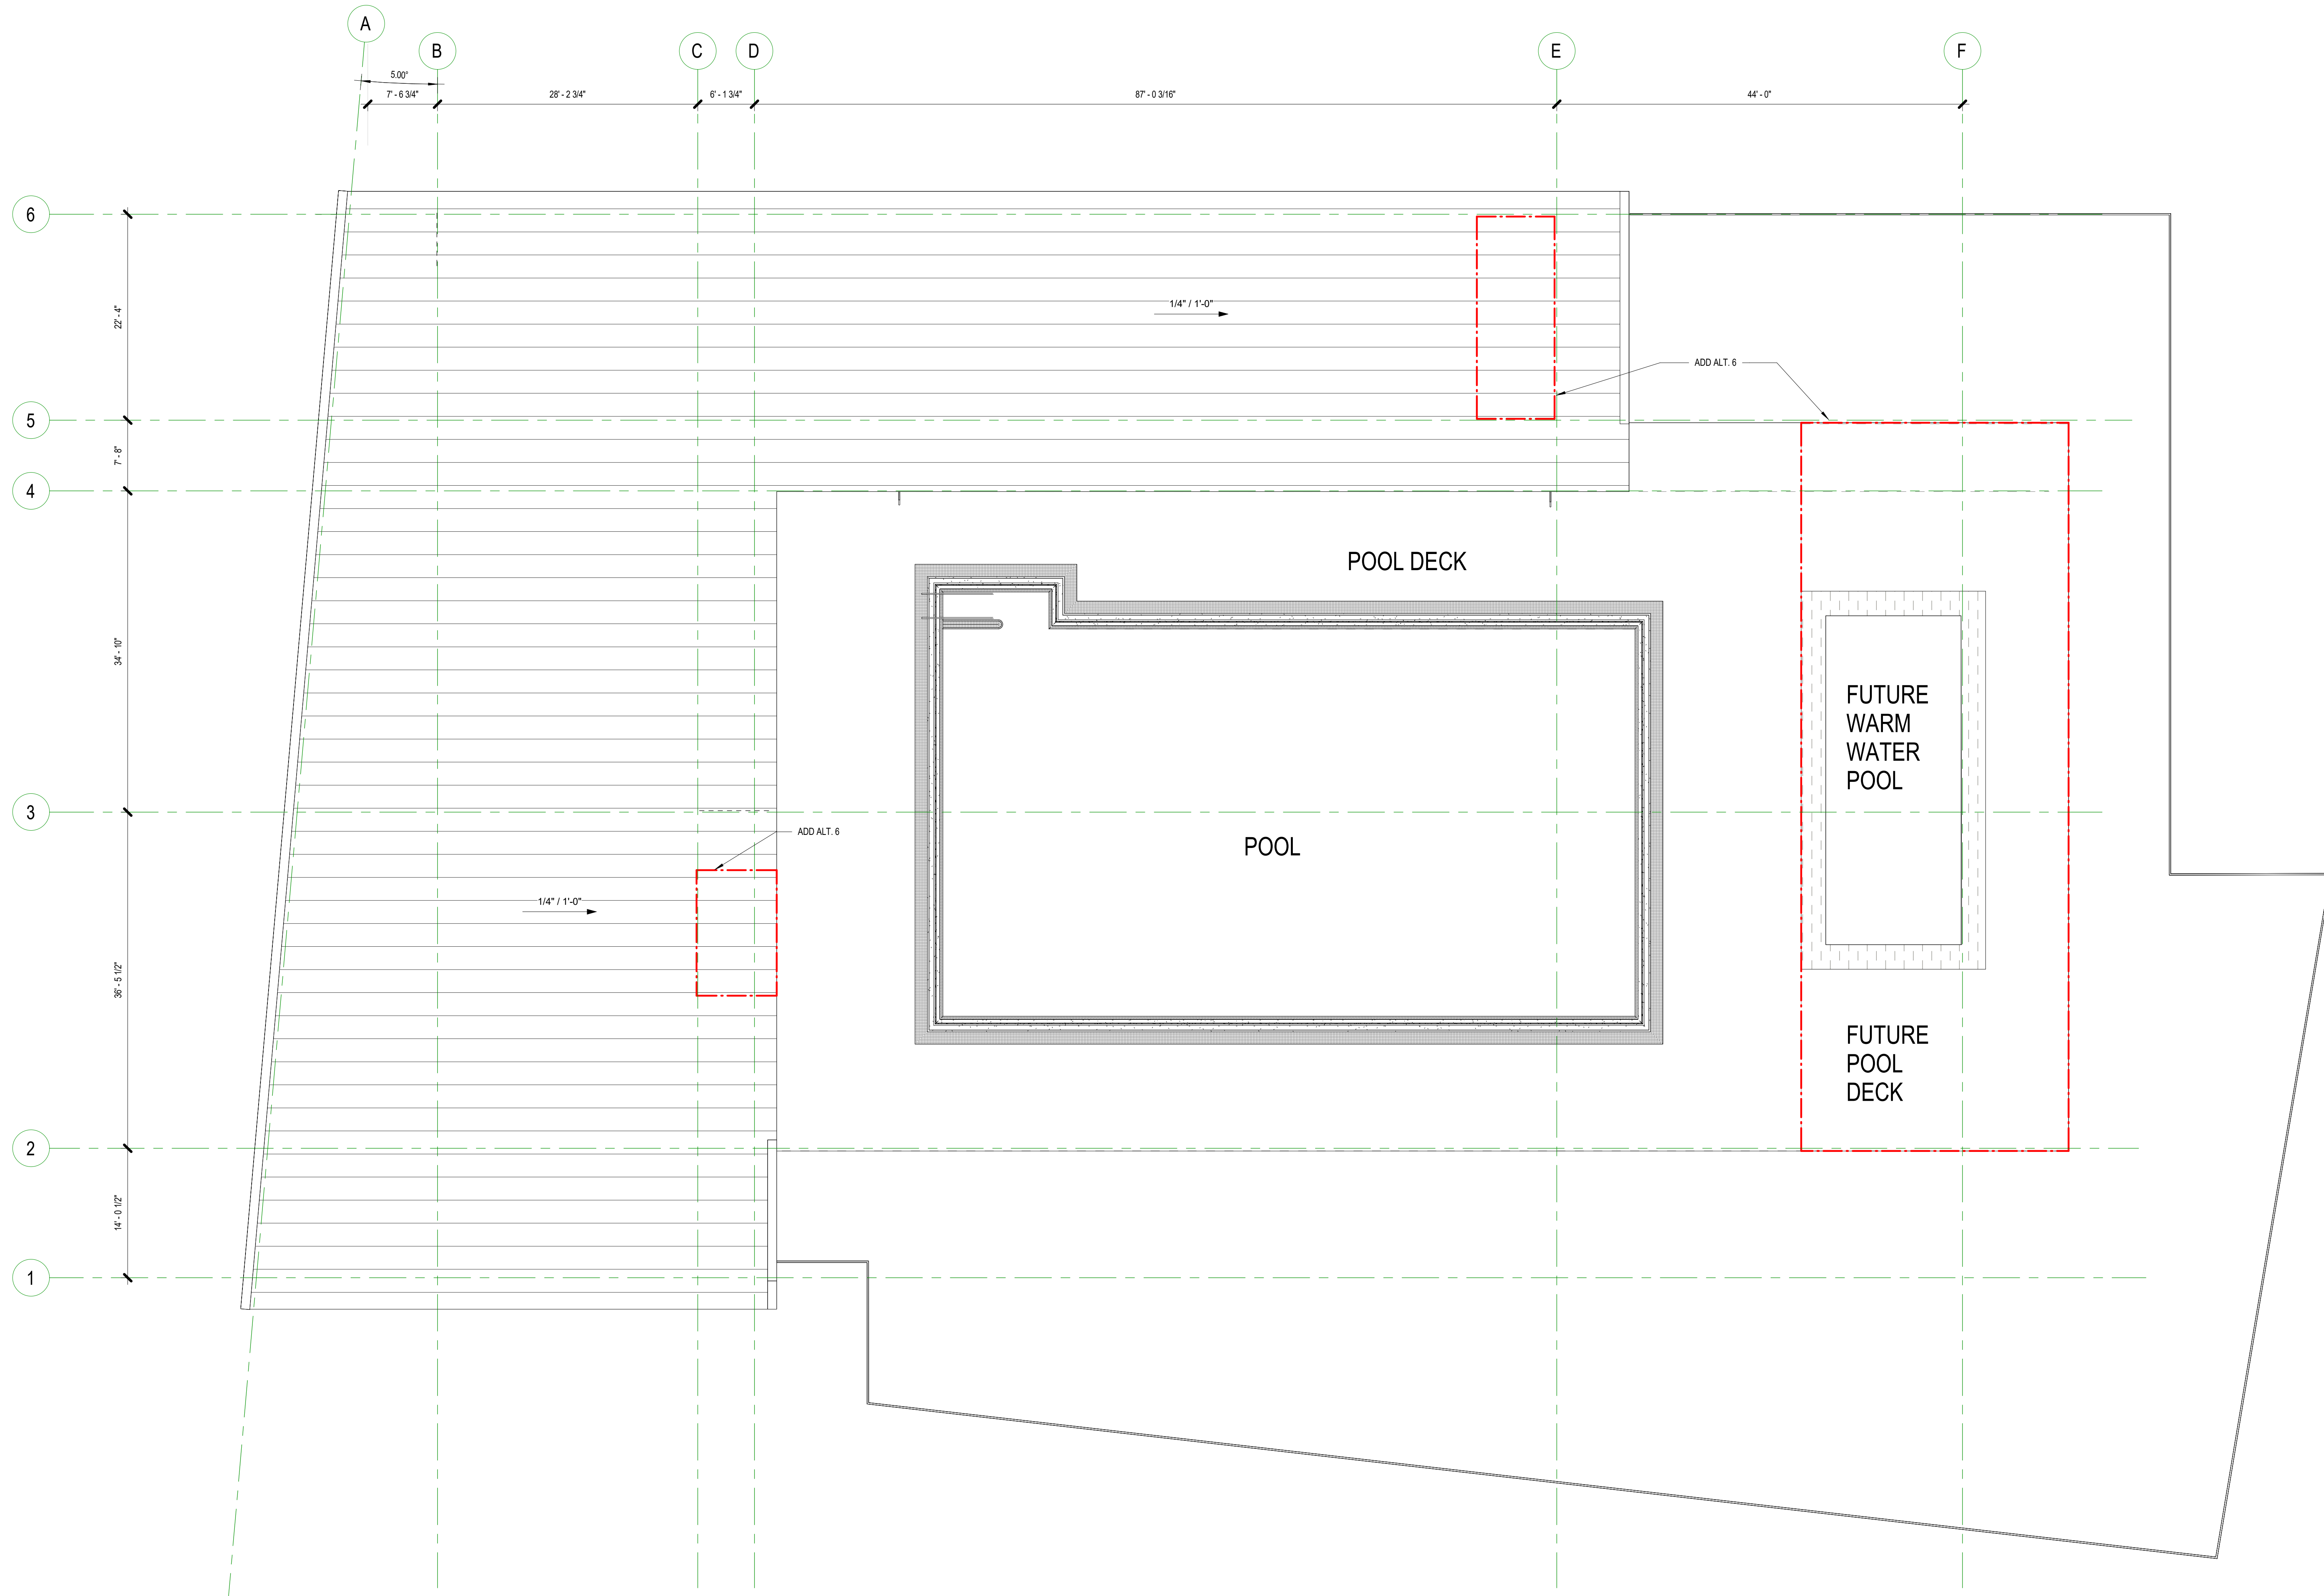 A
B
C
D
E
F
5.00°
7' - 6 3/4"
28' - 2 3/4"
6' - 1 3/4"
87' - 0 3/16"
44' - 0"
6
22' - 4"
1/4" / 1'-0"
ADD ALT. 6
5
7' - 8"
4
POOL DECK
34' - 10"
FUTURE
WARM
WATER
POOL
3
ADD ALT. 6
POOL
1/4" / 1'-0"
36' - 5 1/2"
FUTURE
POOL
DECK
2
14' - 0 1/2"
1